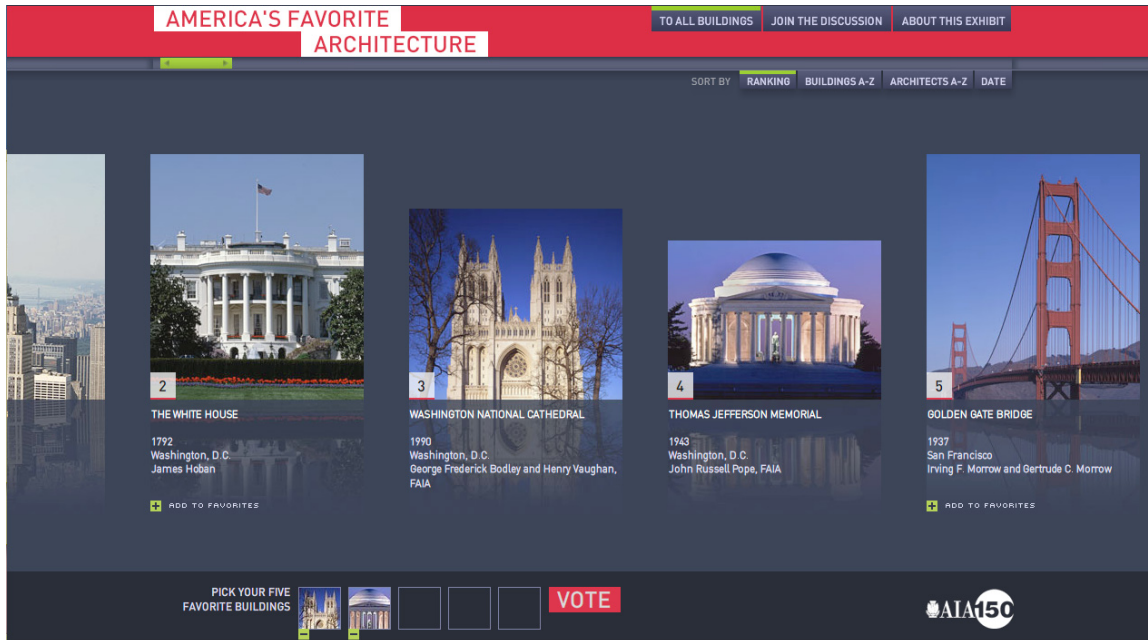 AMERICA'S FAVORITE
ARCHITECTURE
TO ALL BUILDINGS JOIN THE DISCUSSION ABOUT THIS EXHIBIT
SORT BY RANKING BUILDINGS A-Z ARCHITECTS A-Z DATE
2
THE WHITE HOUSE
1792
Washington, D.C.
James Hoban
+ ADD TO FAVORITES
3
WASHINGTON NATIONAL CATHEDRAL
1990
Washington, D.C.
George Frederick Bodley and Henry Vaughan,
FAIA
4
THOMAS JEFFERSON MEMORIAL
1943
Washington, D.C.
John Russell Pope, FAIA
5
GOLDEN GATE BRIDGE
1937
San Francisco
Irving F. Morrow and Gertrude C. Morrow
+ ADD TO FAVORITES
PICK YOUR FIVE
FAVORITE BUILDINGS
VOTE
AIA150